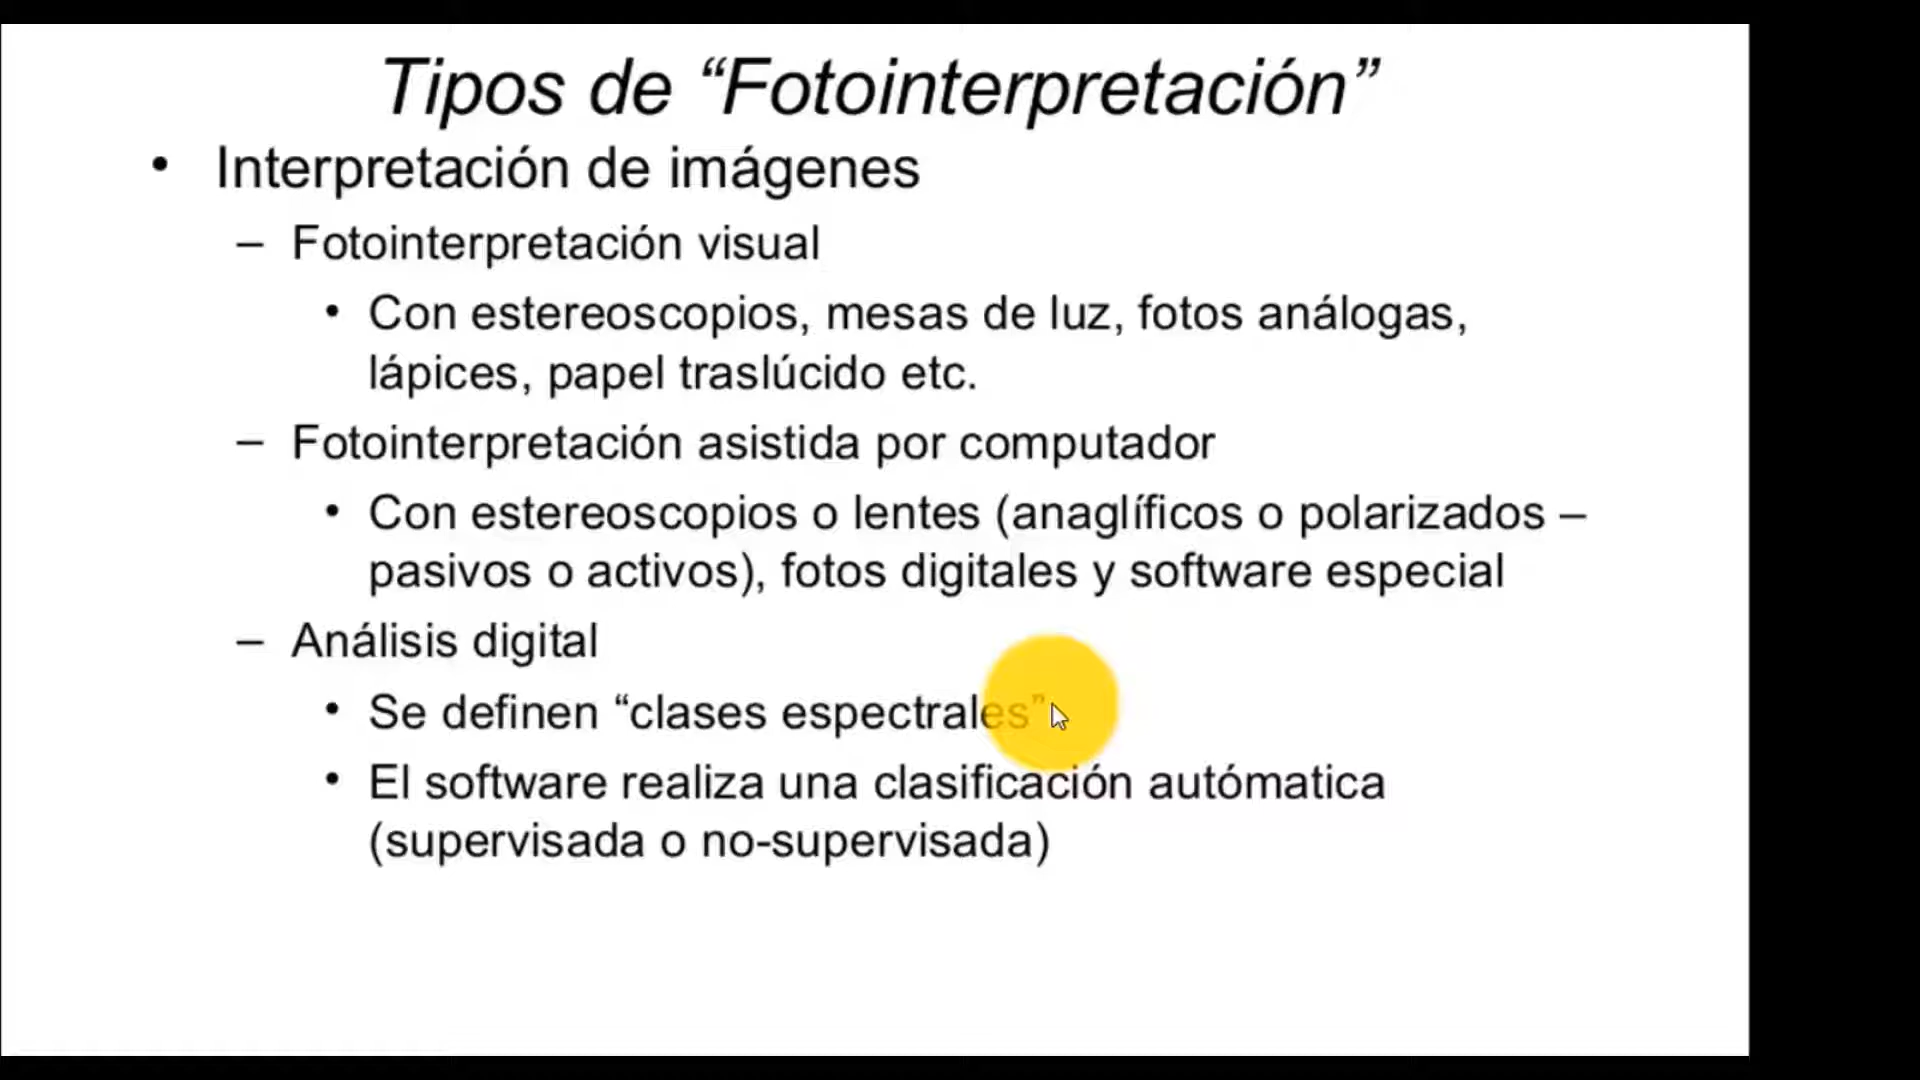 Tipos de “Fotointerpretación”
• Interpretación de imágenes
– Fotointerpretación visual
• Con estereoscopios, mesas de luz, fotos análogas,
lápices, papel traslúcido etc.
– Fotointerpretación asistida por computador
• Con estereoscopios o lentes (anaglíficos o polarizados –
pasivos o activos), fotos digitales y software especial
– Análisis digital
• Se definen “clases espectrales”
• El software realiza una clasificación autómatica
(supervisada o no-supervisada)